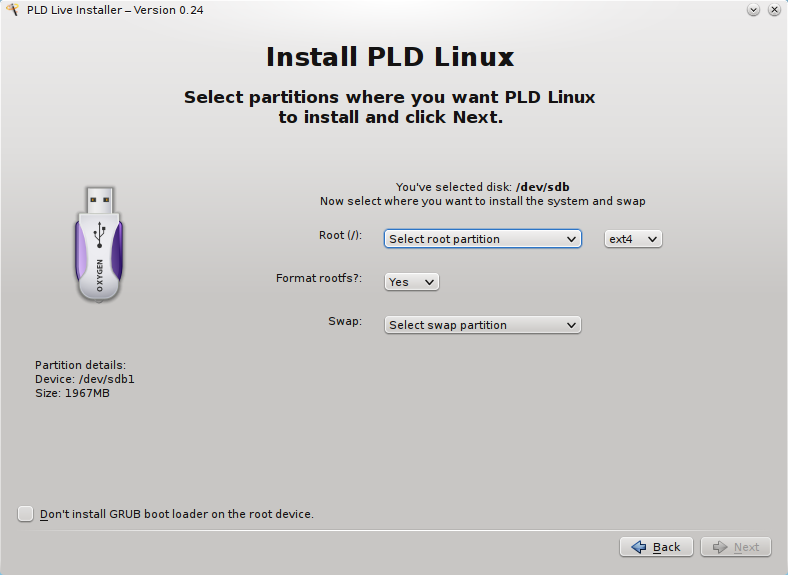 PLD Live Installer – Version 0.24
Install PLD Linux
Select partitions where you want PLD Linux
to install and click Next.
You've selected disk: /dev/sdb
Now select where you want to install the system and swap
Root (/): Select root partition ext4
Format rootfs?: Yes
Swap: Select swap partition
OXYGEN
Partition details:
Device: /dev/sdb1
Size: 1967MB
Don't install GRUB boot loader on the root device.
Back Next